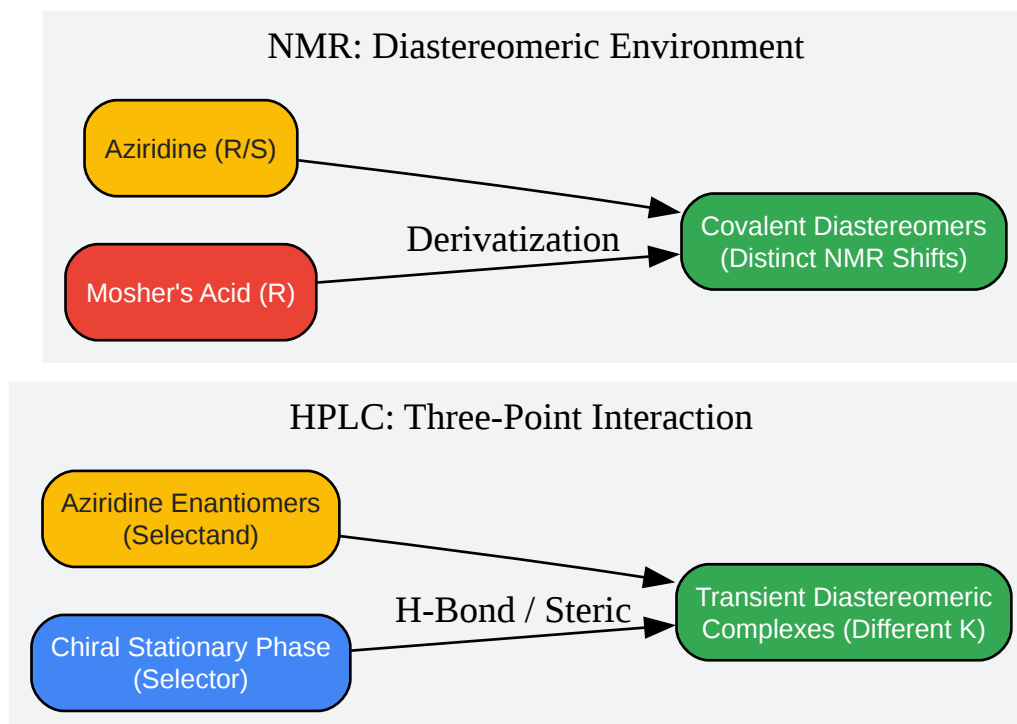 NMR: Diastereomeric Environment
Aziridine (R/S)
Derivatization
Mosher's Acid (R)
Covalent Diastereomers
(Distinct NMR Shifts)
HPLC: Three-Point Interaction
Aziridine Enantiomers
(Selectand)
H-Bond / Steric
Chiral Stationary Phase
(Selector)
Transient Diastereomeric
Complexes (Different K)